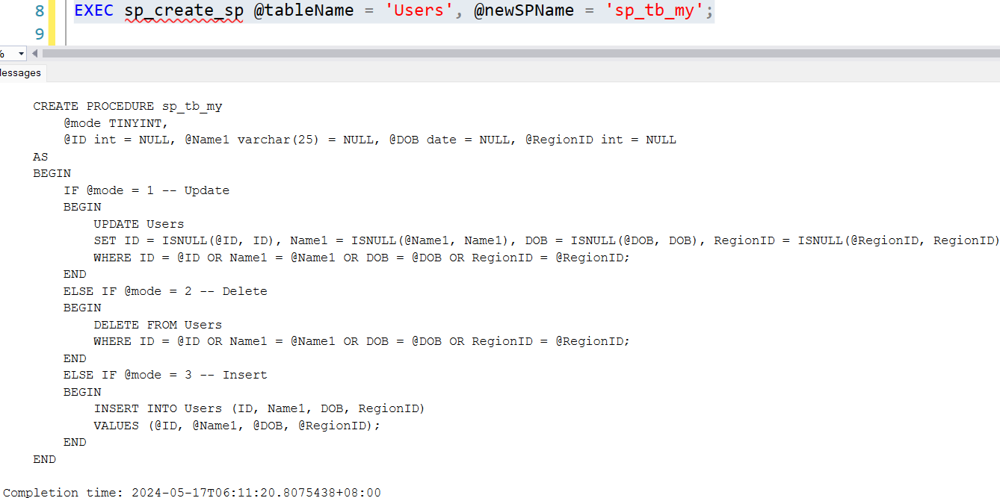 8 EXEC sp_create_sp @tableName = 'Users', @newSPName = 'sp_tb_my';
9
%
Messages
CREATE PROCEDURE sp_tb_my
@mode TINYINT,
@ID int = NULL, @Name1 varchar(25) = NULL, @DOB date = NULL, @RegionID int = NULL
AS
BEGIN
IF @mode = 1 -- Update
BEGIN
UPDATE Users
SET ID = ISNULL(@ID, ID), Name1 = ISNULL(@Name1, Name1), DOB = ISNULL(@DOB, DOB), RegionID = ISNULL(@RegionID, RegionID)
WHERE ID = @ID OR Name1 = @Name1 OR DOB = @DOB OR RegionID = @RegionID;
END
ELSE IF @mode = 2 -- Delete
BEGIN
DELETE FROM Users
WHERE ID = @ID OR Name1 = @Name1 OR DOB = @DOB OR RegionID = @RegionID;
END
ELSE IF @mode = 3 -- Insert
BEGIN
INSERT INTO Users (ID, Name1, DOB, RegionID)
VALUES (@ID, @Name1, @DOB, @RegionID);
END
END
Completion time: 2024-05-17T06:11:20.8075438+08:00